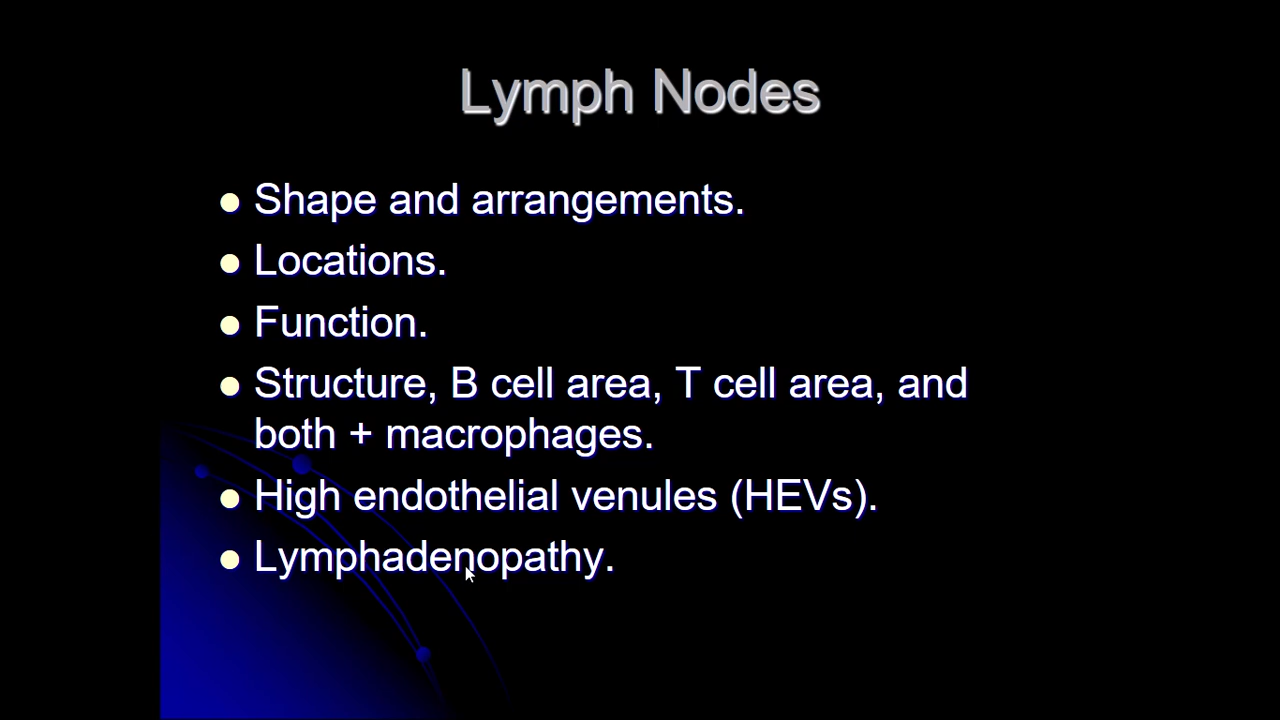 Lymph Nodes
Shape and arrangements.
Locations.
Function.
Structure, B cell area, T cell area, and
both + macrophages.
High endothelial venules (HEVs).
Lymphadenopathy.